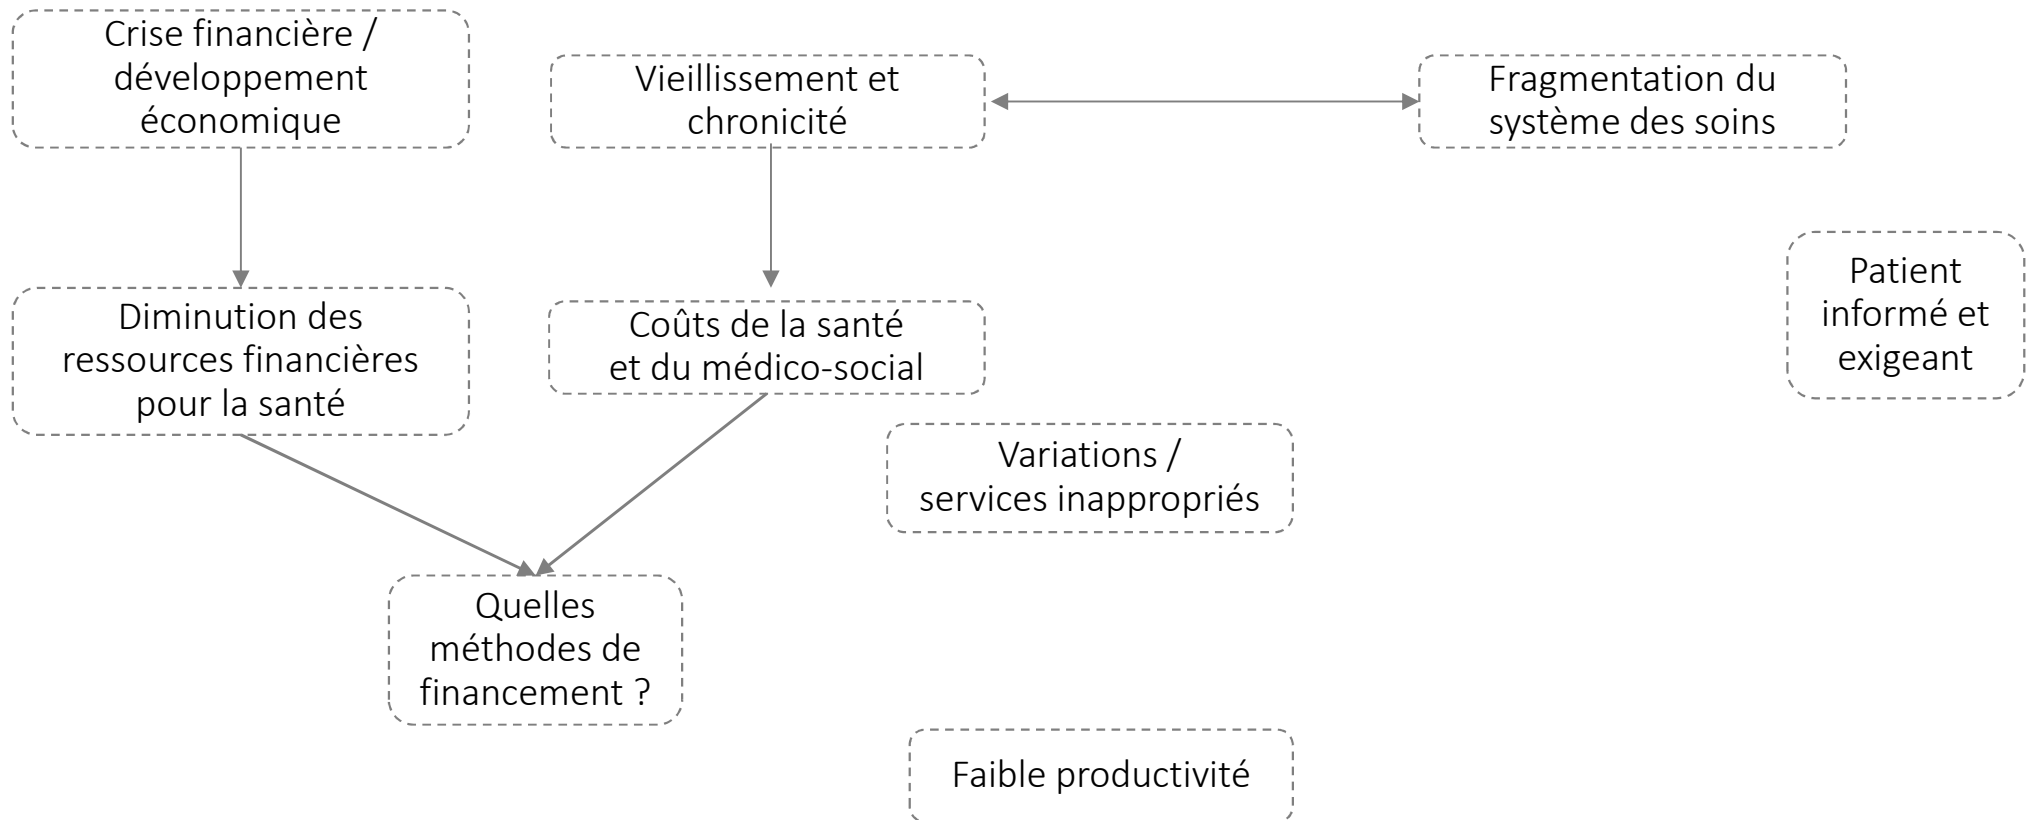 Crise financière /
développement
économique
Vieillissement et
chronicité
Fragmentation du
système des soins
Patient
informé et
exigeant
Diminution des
ressources financières
pour la santé
Coûts de la santé
et du médico-social
Variations /
services inappropriés
Quelles
méthodes de
financement ?
Faible productivité